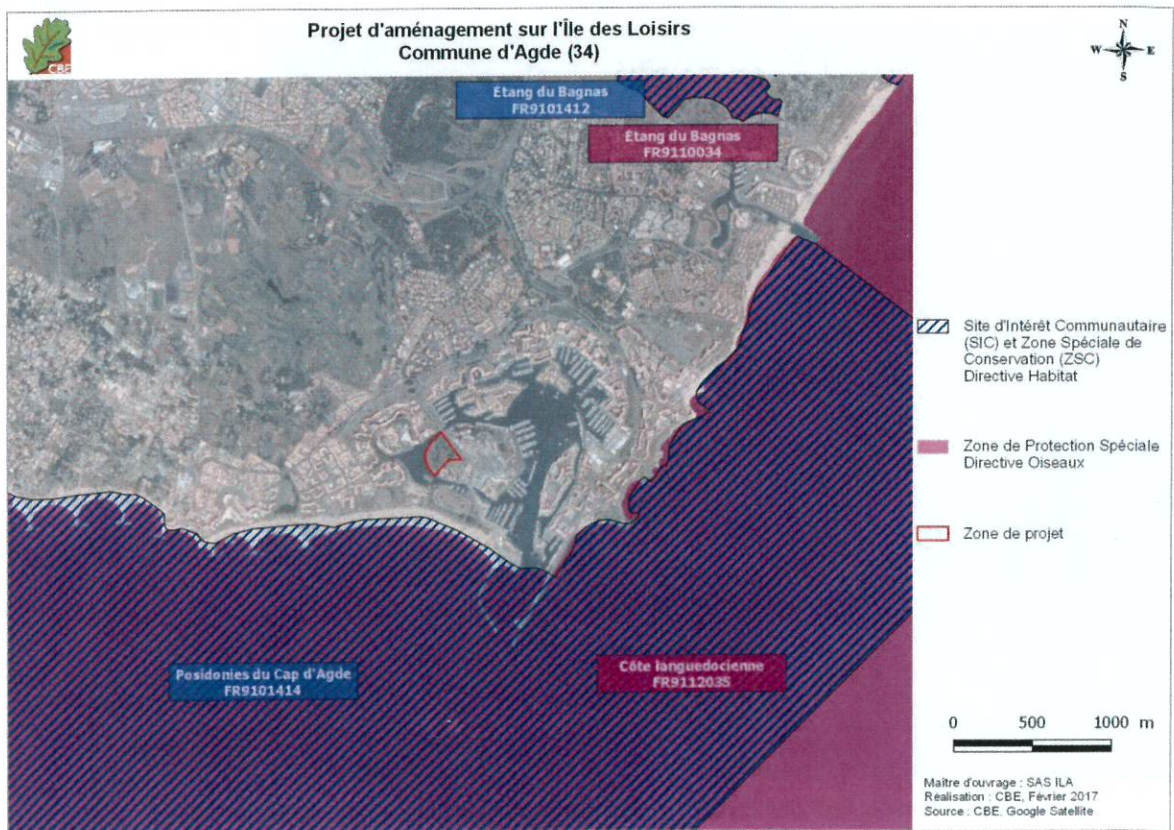 CBE
Projet d'aménagement sur l'Île des Loisirs
Commune d'Agde (34)
N
W
E
S
Étang du Bagnas
FR9101412
Étang du Bagnas
FR9110034
Site d'Intérêt Communautaire
(SIC) et Zone Spéciale de
Conservation (ZSC)
Directive Habitat
Zone de Protection Spéciale
Directive Oiseaux
Zone de projet
Posidonies du Cap d'Agde
FR9101414
Côte languedocienne
FR9112035
0 500 1000 m
Maître d'ouvrage : SAS ILA
Réalisation : CBE, Février 2017
Source : CBE, Google Satellite